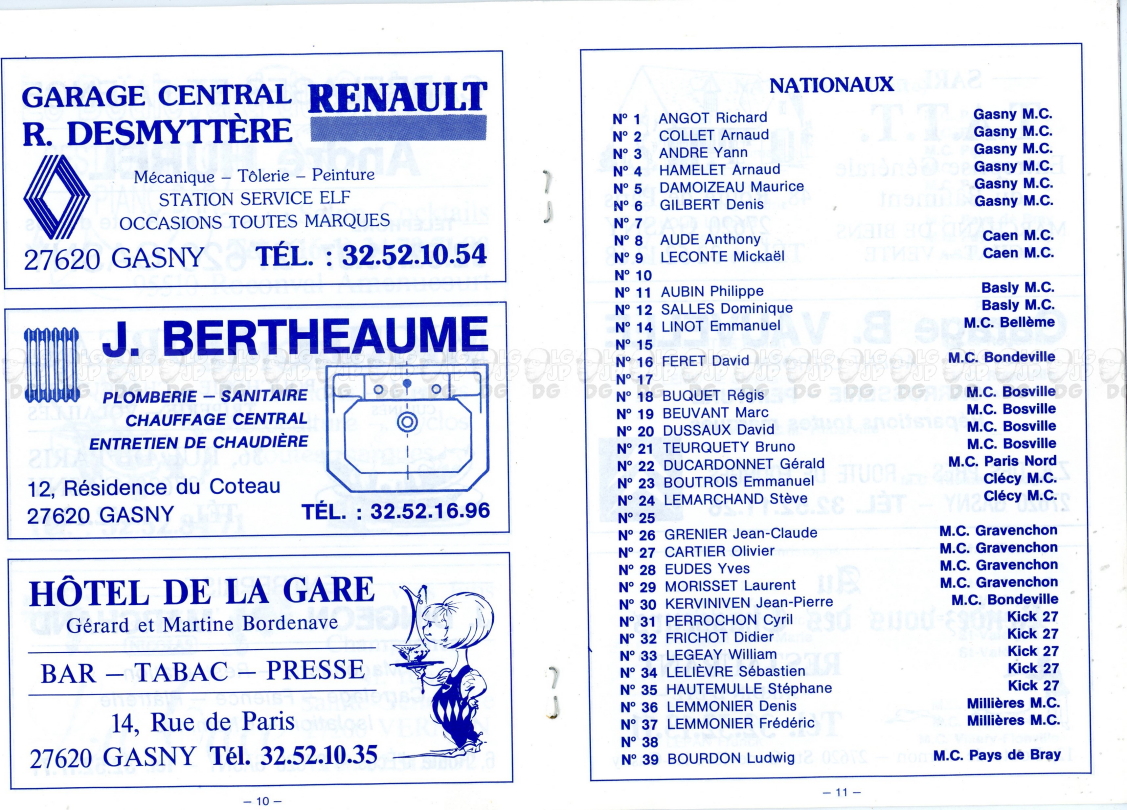 GARAGE CENTRAL RENAULT
R. DESMYTTÈRE
Mécanique – Tôlerie – Peinture
STATION SERVICE ELF
OCCASIONS TOUTES MARQUES
27620 GASNY TÉL. : 32.52.10.54
J. BERTHEAUME
PLOMBERIE – SANITAIRE
CHAUFFAGE CENTRAL
ENTRETIEN DE CHAUDIÈRE
12, Résidence du Coteau
27620 GASNY TÉL. : 32.52.16.96
HÔTEL DE LA GARE
Gérard et Martine Bordenave
BAR – TABAC – PRESSE
14, Rue de Paris
27620 GASNY Tél. 32.52.10.35
– 10 –
NATIONAUX
N° 1 ANGOT Richard Gasny M.C.
N° 2 COLLET Arnaud Gasny M.C.
N° 3 ANDRE Yann Gasny M.C.
N° 4 HAMELET Arnaud Gasny M.C.
N° 5 DAMOIZEAU Maurice Gasny M.C.
N° 6 GILBERT Denis Gasny M.C.
N° 7
N° 8 AUDE Anthony Caen M.C.
N° 9 LECONTE Mickaël Caen M.C.
N° 10
N° 11 AUBIN Philippe Basly M.C.
N° 12 SALLES Dominique Basly M.C.
N° 14 LINOT Emmanuel M.C. Bellème
N° 15
N° 16 FERET David M.C. Bondeville
N° 17
N° 18 BUQUET Régis M.C. Bosville
N° 19 BEUVANT Marc M.C. Bosville
N° 20 DUSSAUX David M.C. Bosville
N° 21 TEURQUETY Bruno M.C. Bosville
N° 22 DUCARDONNET Gérald M.C. Paris Nord
N° 23 BOUTROIS Emmanuel Clécy M.C.
N° 24 LEMARCHAND Stève Clécy M.C.
N° 25
N° 26 GRENIER Jean-Claude M.C. Gravenchon
N° 27 CARTIER Olivier M.C. Gravenchon
N° 28 EUDES Yves M.C. Gravenchon
N° 29 MORISSET Laurent M.C. Gravenchon
N° 30 KERVINIVEN Jean-Pierre M.C. Bondeville
N° 31 PERROCHON Cyril Kick 27
N° 32 FRICHOT Didier Kick 27
N° 33 LEGEAY William Kick 27
N° 34 LELIÈVRE Sébastien Kick 27
N° 35 HAUTEMULLE Stéphane Kick 27
N° 36 LEMMONIER Denis Millières M.C.
N° 37 LEMMONIER Frédéric Millières M.C.
N° 38
N° 39 BOURDON Ludwig M.C. Pays de Bray
– 11 –